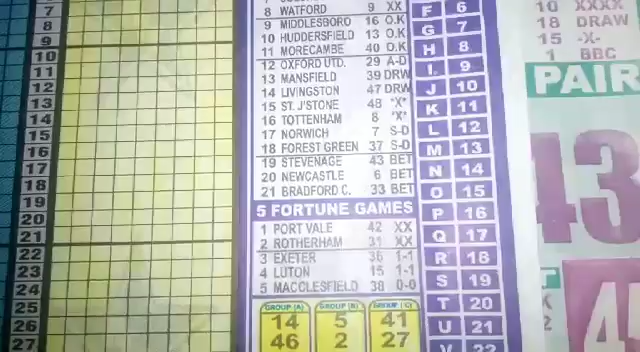 8 WATFORD 9 XX
9 MIDDLESBORO 16 O.K
10 HUDDERSFIELD 13 O.K
11 MORECAMBE 40 O.K
12 OXFORD UTD. 29 A-D
13 MANSFIELD 39 DRW
14 LIVINGSTON 47 DRW
15 ST. J'STONE 48 *X*
16 TOTTENHAM 8 *X*
17 NORWICH 7 S-D
18 FOREST GREEN 37 S-D
19 STEVENAGE 43 BET
20 NEWCASTLE 6 BET
21 BRADFORD C. 33 BET
5 FORTUNE GAMES
1 PORT VALE 42 XX
2 ROTHERHAM 31 XX
3 EXETER 36 1-1
4 LUTON 15 1-1
5 MACCLESFIELD 38 0-0
GROUP (A) GROUP (B) GROUP (C)
14 5 41
46 2 27
F 6
G 7
H 8
I 9
J 10
K 11
L 12
M 13
N 14
O 15
P 16
Q 17
R 18
S 19
T 20
U 21
V 22
10 XXXX
18 DRAW
15 -X-
1 BBC
PAIR
43
T
K
2
45
7
8
9
10
11
12
13
14
15
16
17
18
19
20
21
22
23
24
25
26
27